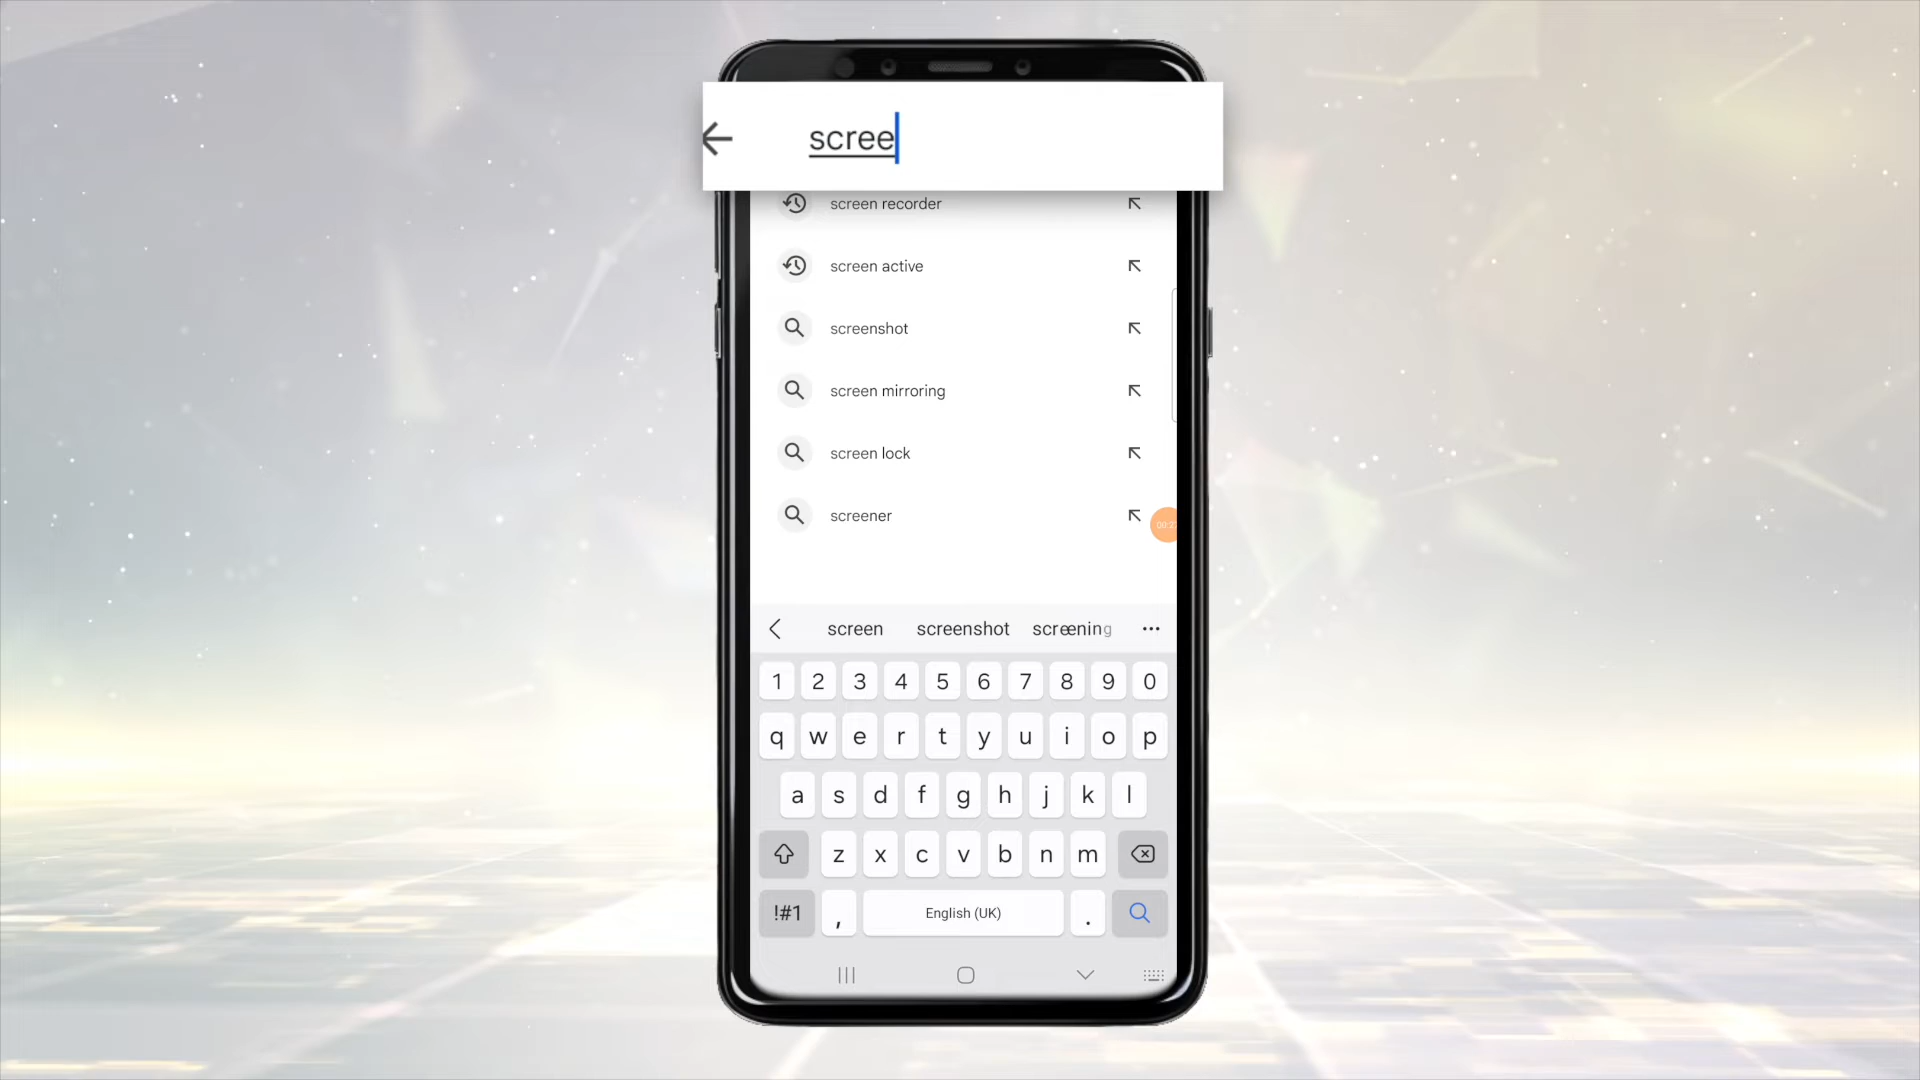 scree
screen recorder
screen active
screenshot
screen mirroring
screen lock
screener
screen screenshot screening
1 2 3 4 5 6 7 8 9 0
q w e r t y u i o p
a s d f g h j k l
z x c v b n m
!#1 , English (UK) .